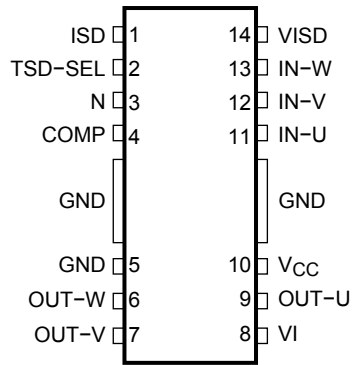 ISD 1 14 VISD
TSD−SEL 2 13 IN−W
N 3 12 IN−V
COMP 4 11 IN−U
GND GND
GND 5 10 VCC
OUT−W 6 9 OUT−U
OUT−V 7 8 VI